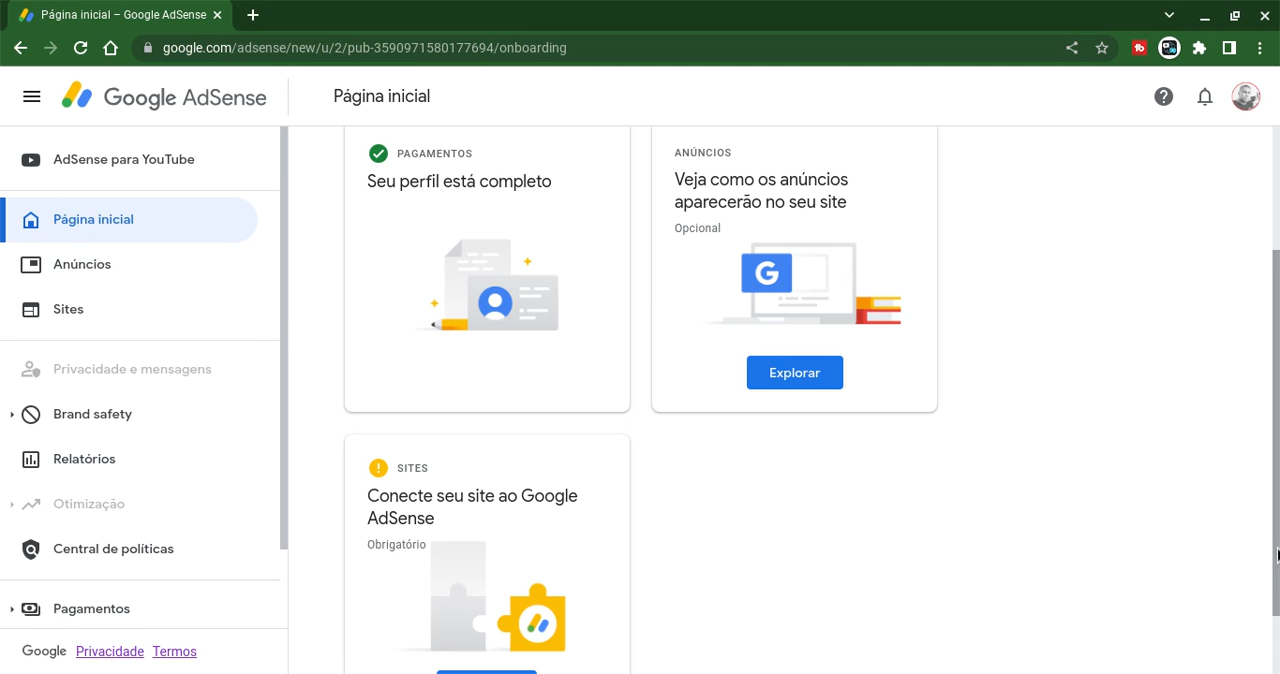 Página inicial – Google AdSense
google.com/adsense/new/u/2/pub-3590971580177694/onboarding
Google AdSense
Página inicial
AdSense para YouTube
Página inicial
Anúncios
Sites
Privacidade e mensagens
Brand safety
Relatórios
Otimização
Central de políticas
Pagamentos
Google Privacidade Termos
PAGAMENTOS
Seu perfil está completo
ANÚNCIOS
Veja como os anúncios
aparecerão no seu site
Opcional
G
Explorar
SITES
Conecte seu site ao Google
AdSense
Obrigatório